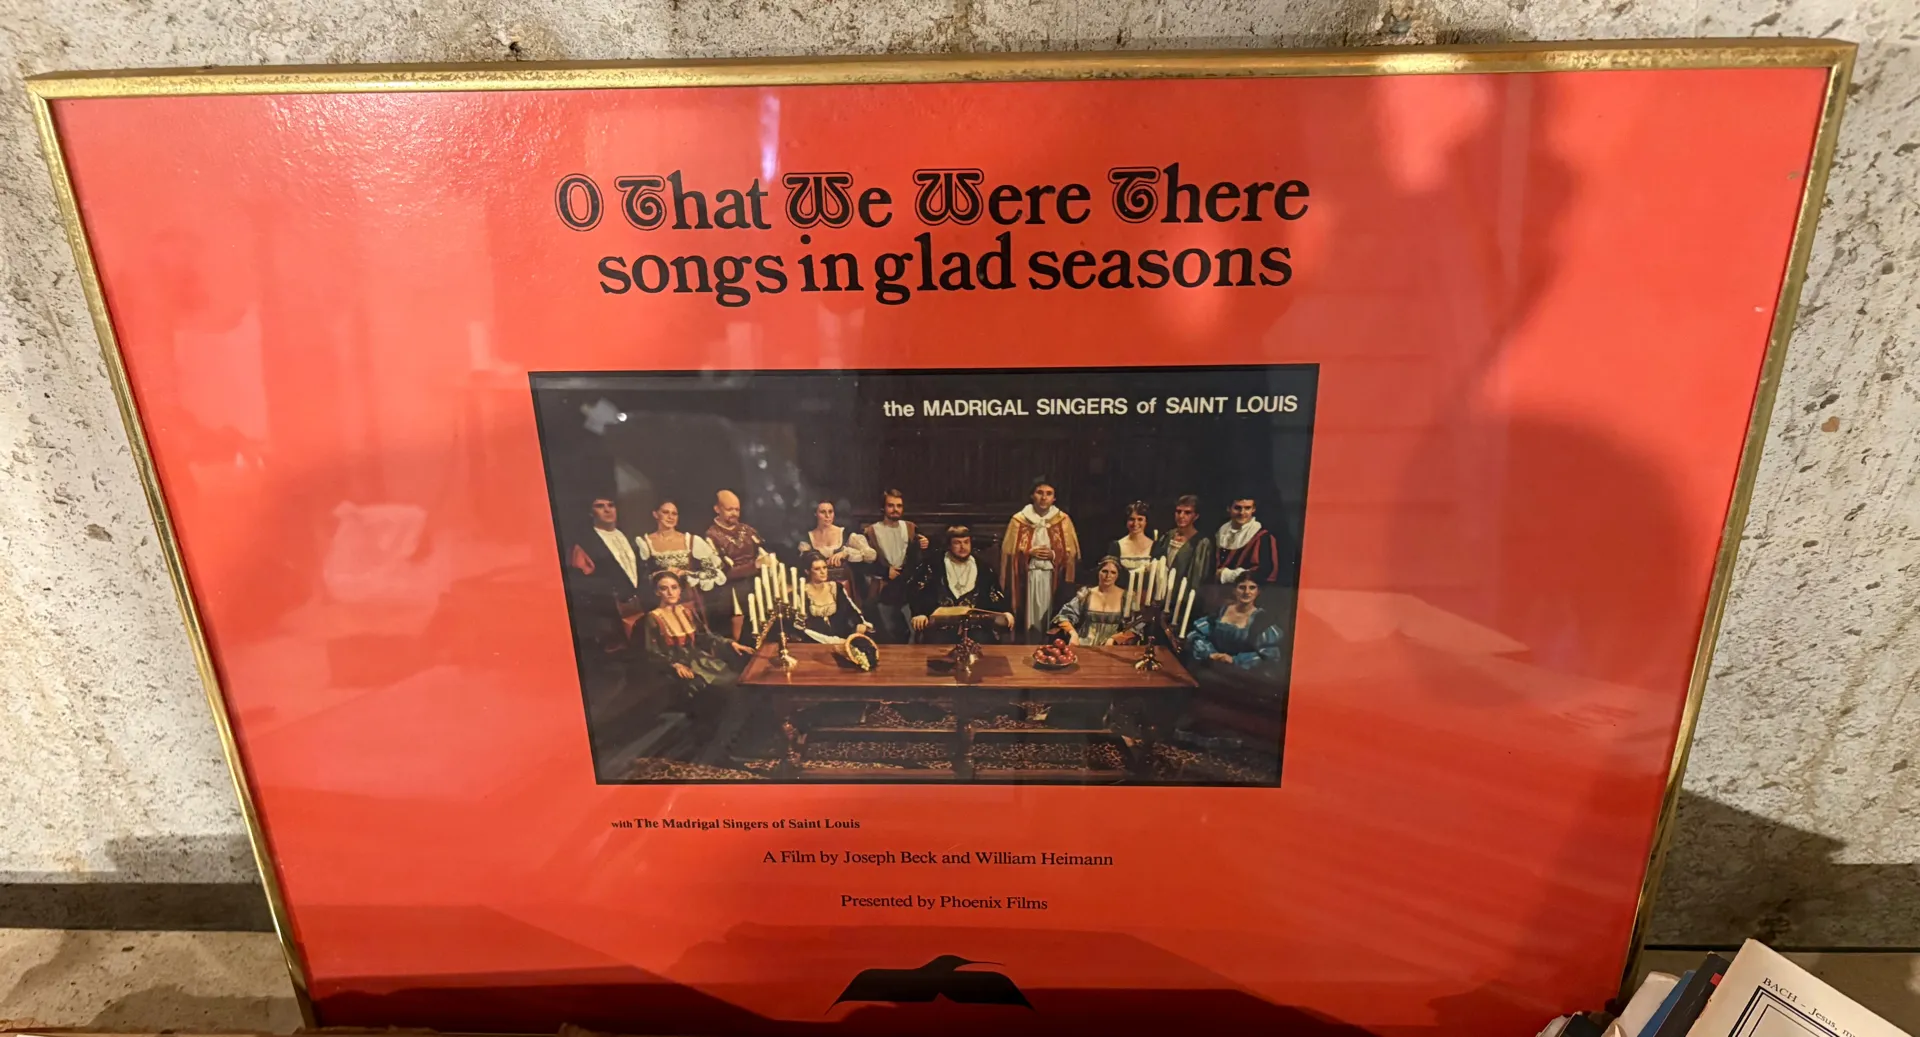 O That We Were There
songs in glad seasons
the MADRIGAL SINGERS of SAINT LOUIS
with The Madrigal Singers of Saint Louis
A Film by Joseph Beck and William Heimann
Presented by Phoenix Films
BACH - Jesus,